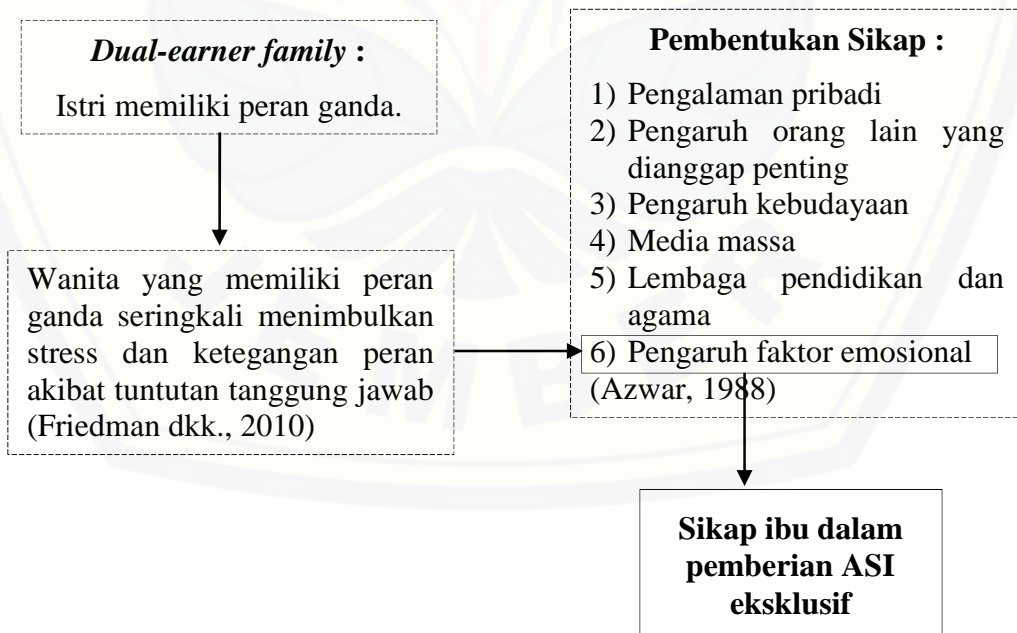 Dual-earner family :
Istri memiliki peran ganda.
Wanita yang memiliki peran
ganda seringkali menimbulkan
stress dan ketegangan peran
akibat tuntutan tanggung jawab
(Friedman dkk., 2010)
Pembentukan Sikap :
1) Pengalaman pribadi
2) Pengaruh orang lain yang
dianggap penting
3) Pengaruh kebudayaan
4) Media massa
5) Lembaga pendidikan dan
agama
6) Pengaruh faktor emosional
(Azwar, 1988)
Sikap ibu dalam
pemberian ASI
eksklusif
JEMBER